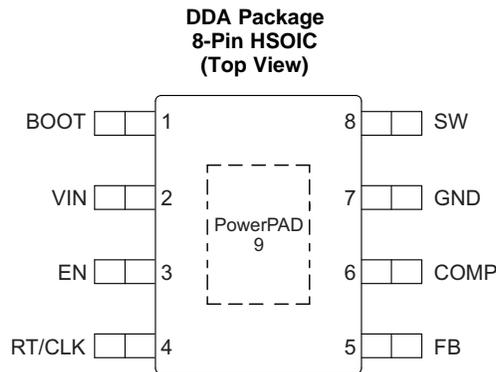 DDA Package
8-Pin HSOIC
(Top View)
BOOT 1 8 SW
VIN 2 7 GND
PowerPAD
9
EN 3 6 COMP
RT/CLK 4 5 FB